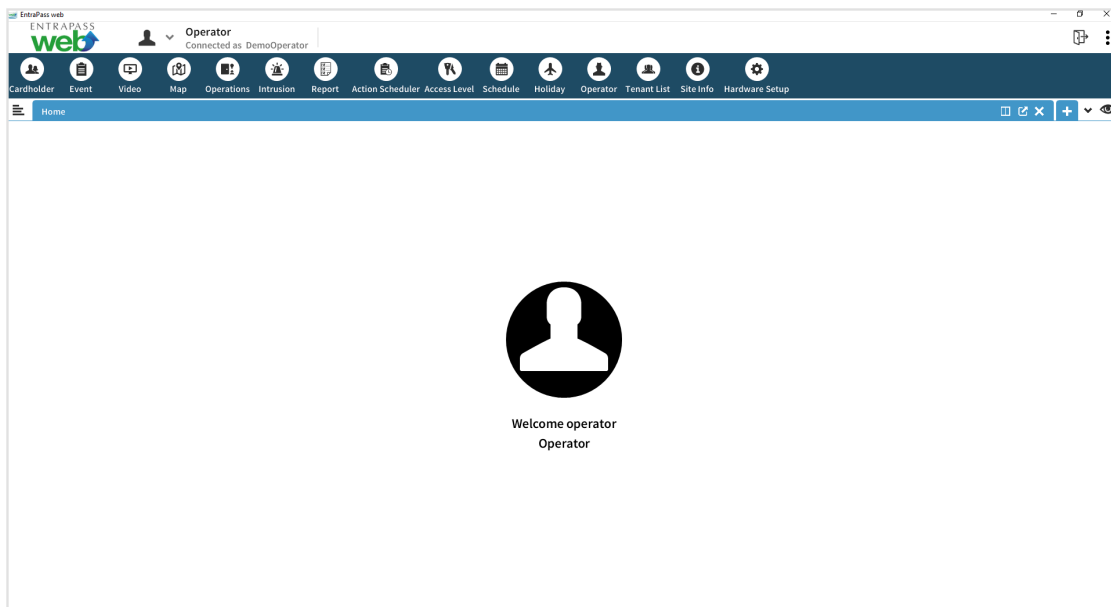 EntraPass web
ENTRAPASS
web
Operator
Connected as DemoOperator
Cardholder Event Video Map Operations Intrusion Report Action Scheduler Access Level Schedule Holiday Operator Tenant List Site Info Hardware Setup
Home
Welcome operator
Operator